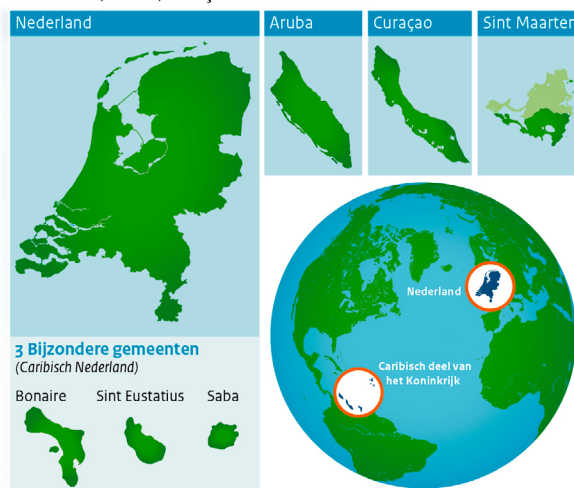 Nederland
Aruba
Curaçao
Sint Maarten
Nederland
3 Bijzondere gemeenten
(Caribisch Nederland)
Caribisch deel van
het Koninkrijk
Bonaire
Sint Eustatius
Saba